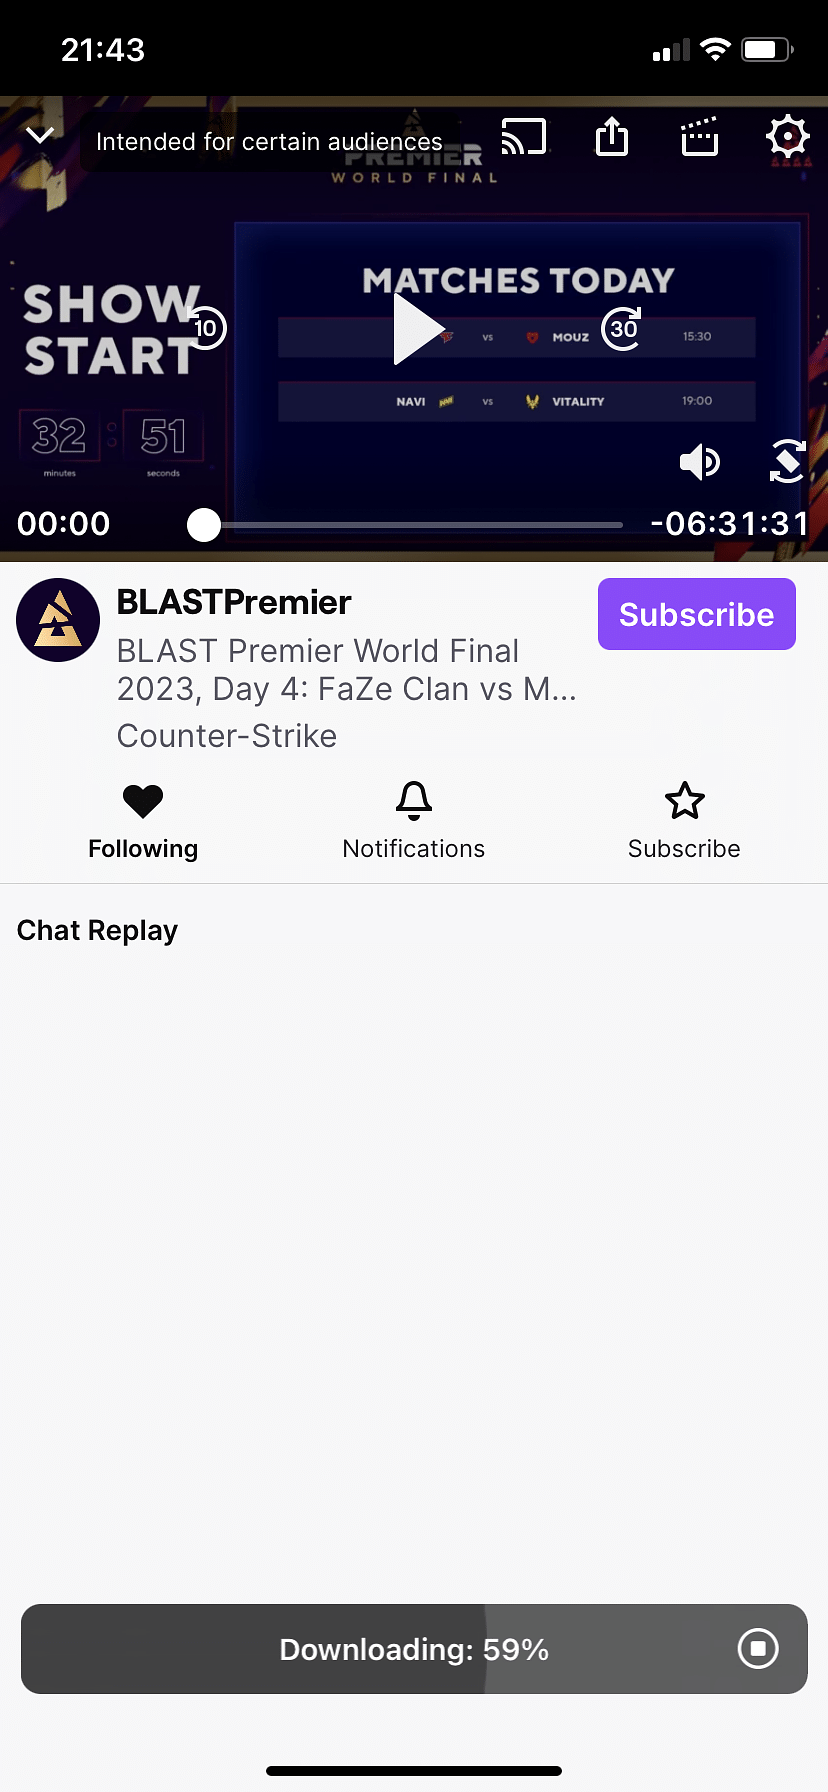 21:43
Intended for certain audiences
PREMIER
WORLD FINAL
SHOW
START
32 : 51
minutes seconds
MATCHES TODAY
vs MOUZ 15:30
NAVI vs VITALITY 19:00
10
30
00:00
-06:31:31
BLASTPremier
Subscribe
BLAST Premier World Final
2023, Day 4: FaZe Clan vs M...
Counter-Strike
Following
Notifications
Subscribe
Chat Replay
Downloading: 59%